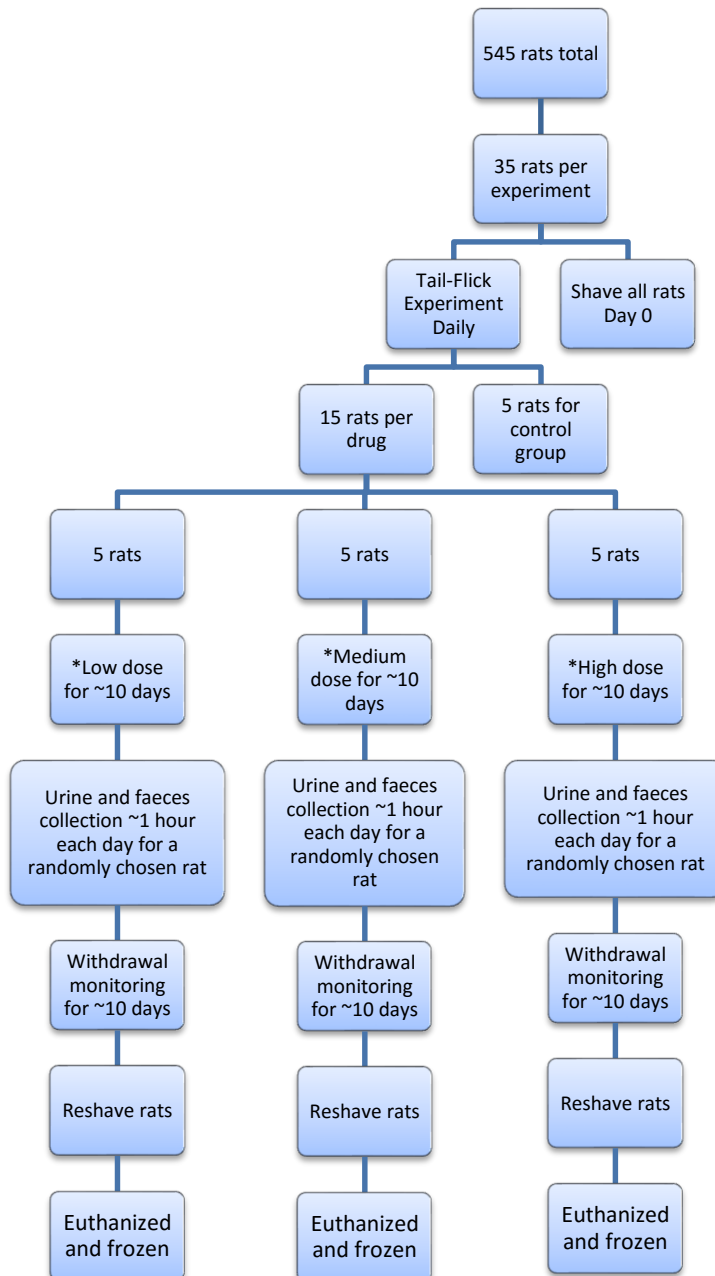 545 rats total
35 rats per
experiment
Tail-Flick
Experiment
Daily
Shave all rats
Day 0
15 rats per
drug
5 rats for
control
group
5 rats
5 rats
5 rats
*Low dose
for ~10 days
*Medium
dose for ~10
days
*High dose
for ~10 days
Urine and faeces
collection ~1 hour
each day for a
randomly chosen rat
Urine and faeces
collection ~1 hour
each day for a
randomly chosen
rat
Urine and faeces
collection ~1 hour
each day for a
randomly chosen rat
Withdrawal
monitoring
for ~10 days
Withdrawal
monitoring
for ~10 days
Withdrawal
monitoring
for ~10 days
Reshave rats
Reshave rats
Reshave rats
Euthanized
and frozen
Euthanized
and frozen
Euthanized
and frozen